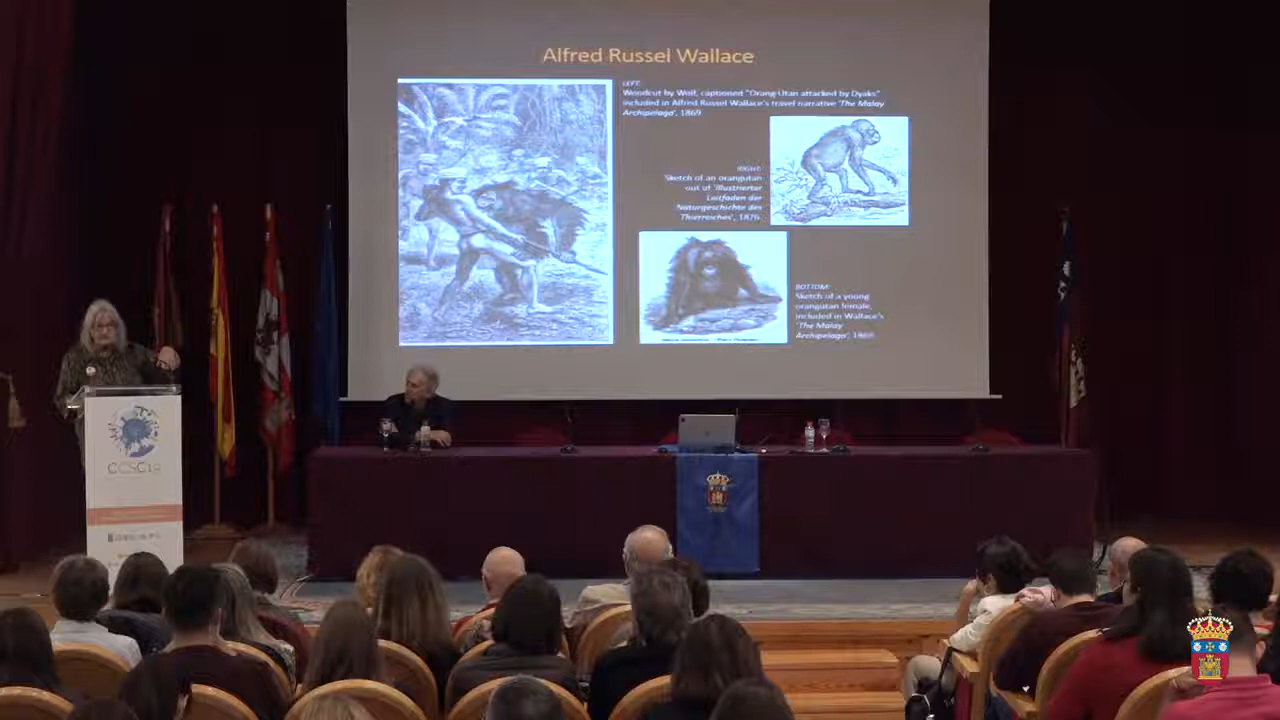 Alfred Russel Wallace
LEFT:
Woodcut by Wolf, captioned "Orang-Utan attacked by Dyaks"
included in Alfred Russel Wallace's travel narrative 'The Malay
Archipelago', 1869
RIGHT:
Sketch of an orangutan
out of 'Illustrierter
Leitfaden der
Naturgeschichte des
Thierreiches', 1876
BOTTOM:
Sketch of a young
orangutan female,
included in Wallace's
'The Malay
Archipelago', 1869
CCSC19